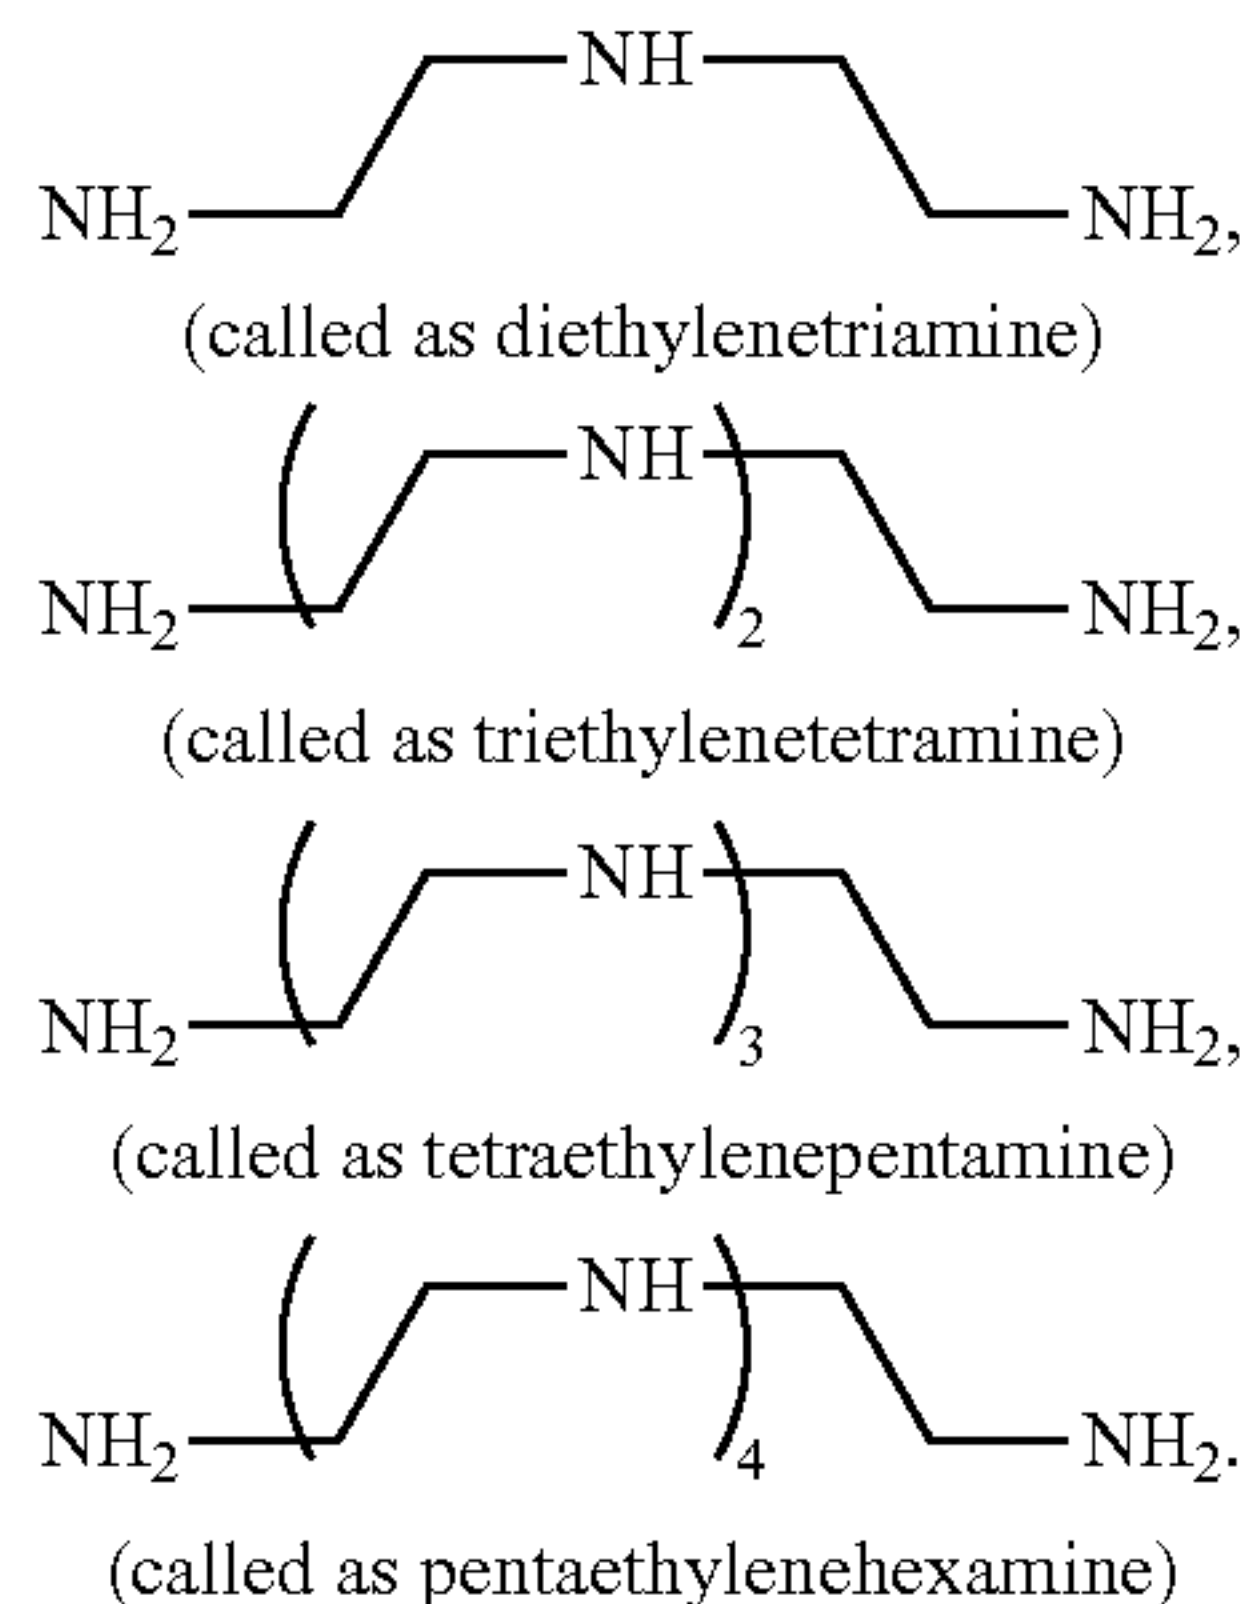 NH
NH₂ NH₂,
(called as diethylenetriamine)
NH
NH₂ 2 NH₂,
(called as triethylenetetramine)
NH
NH₂ 3 NH₂,
(called as tetraethylenepentamine)
NH
NH₂ 4 NH₂.
(called as pentaethylenehexamine)